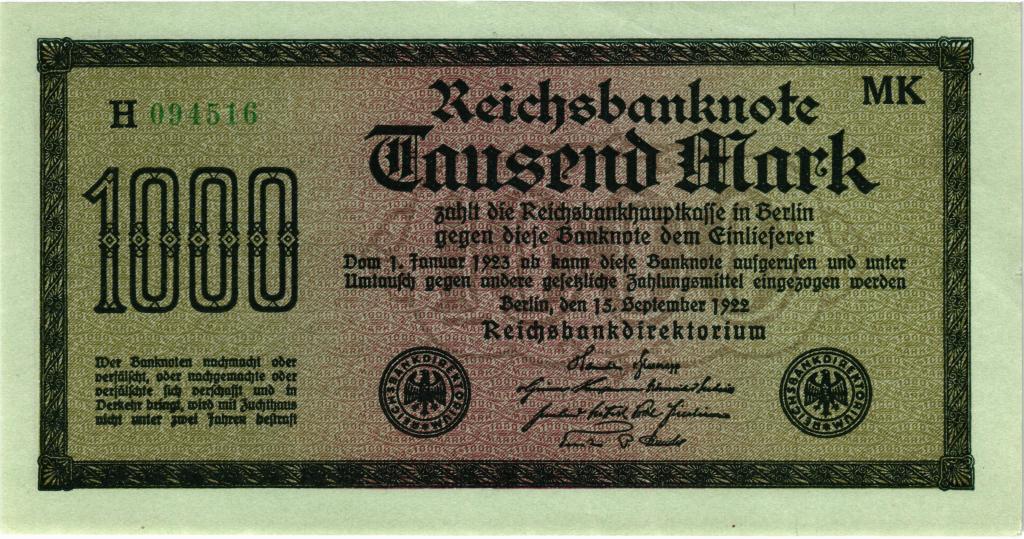 H 094516
MK
Reichsbanknote
Tausend Mark
1000
zahlt die Reichsbankhauptkasse in Berlin
gegen diese Banknote dem Einlieferer
Vom 1. Januar 1923 ab kann diese Banknote aufgerufen und unter
Umtausch gegen andere gesetzliche Zahlungsmittel eingezogen werden
Berlin, den 15. September 1922
Reichsbankdirektorium
Wer Banknoten nachmacht oder
verfälscht, oder nachgemachte oder
verfälschte sich verschafft und in
Verkehr bringt, wird mit Zuchthaus
nicht unter zwei Jahren bestraft
REICHSBANKDIREKTORIUM
REICHSBANKDIREKTORIUM